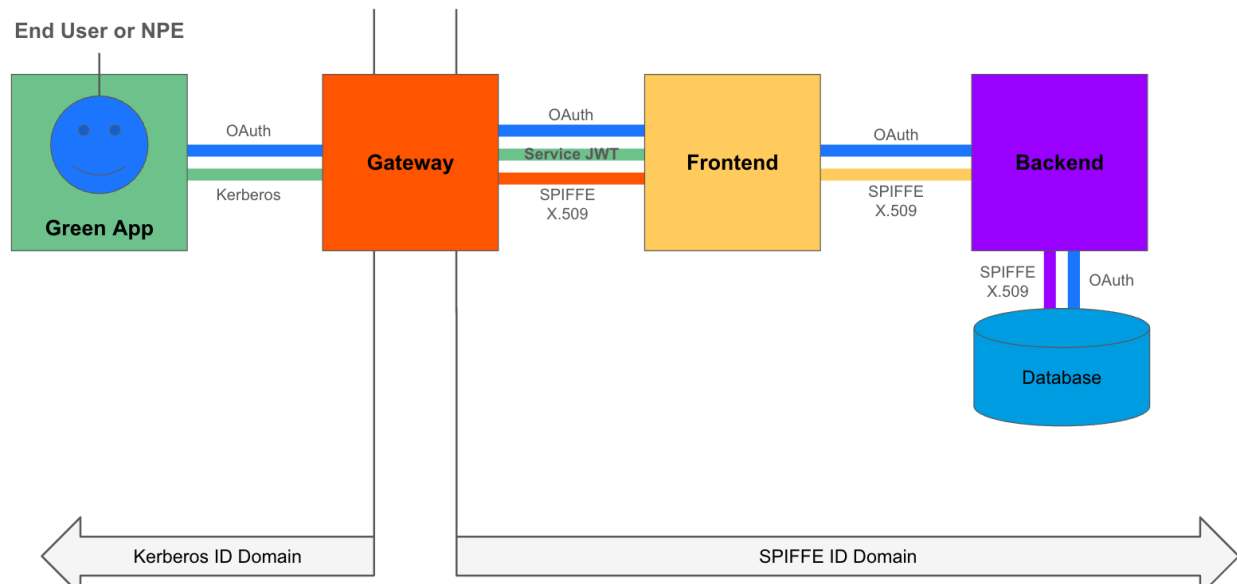 End User or NPE
Green App
OAuth
Kerberos
Gateway
OAuth
Service JWT
SPIFFE
X.509
Frontend
OAuth
SPIFFE
X.509
Backend
SPIFFE
X.509
OAuth
Database
Kerberos ID Domain
SPIFFE ID Domain